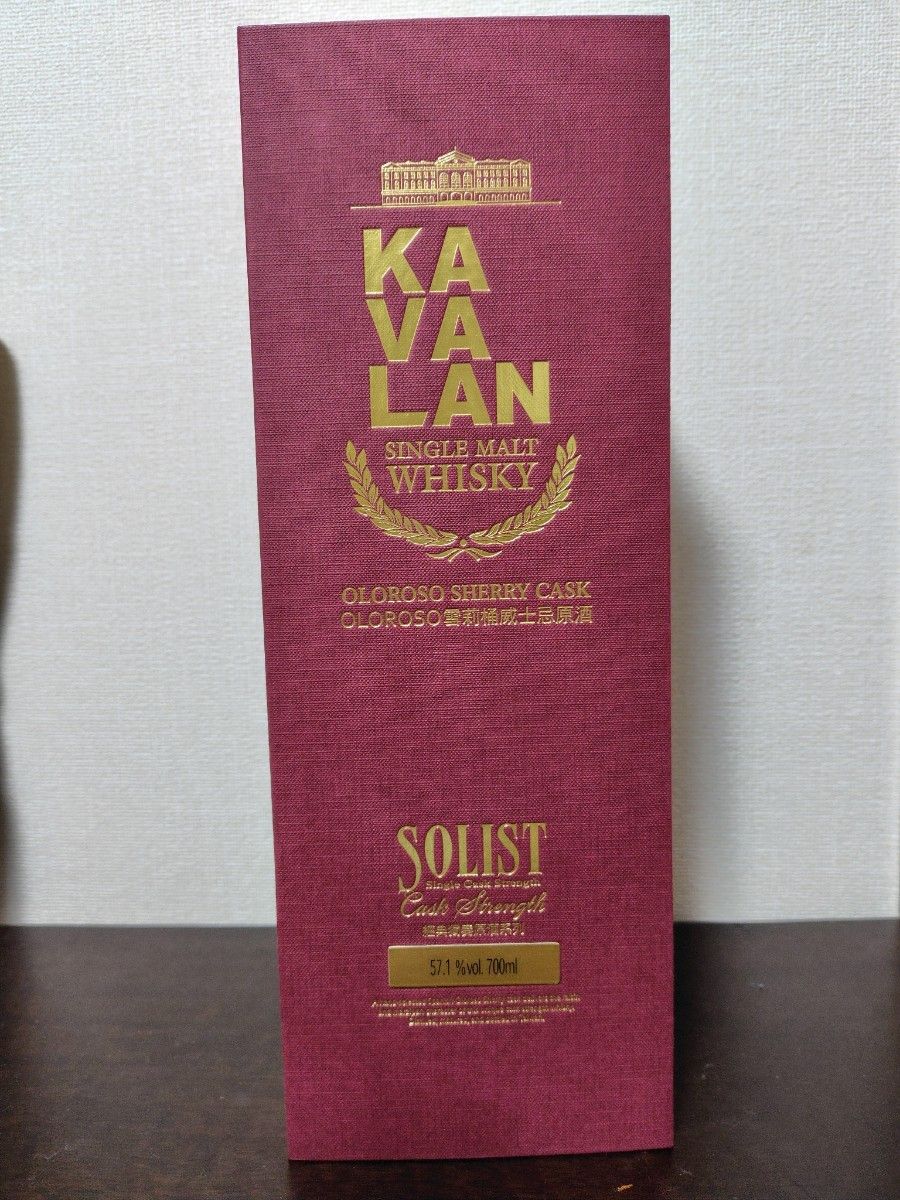 KA
VA
LAN
SINGLE MALT
WHISKY
OLOROSO SHERRY CASK
OLOROSO雪莉桶威士忌原酒
SOLIST
Single Cask Strength
Cask Strength
57.1 %vol. 700ml